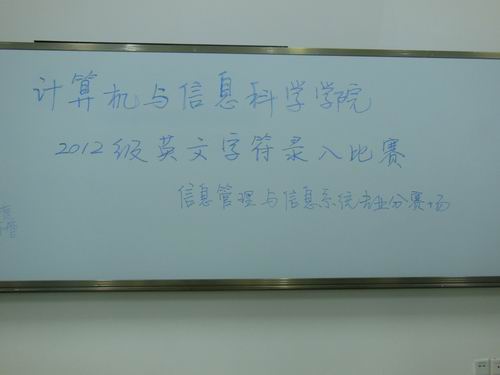 计算机与信息科学学院
2012级英文字符录入比赛
信息管理与信息系统专业分赛场